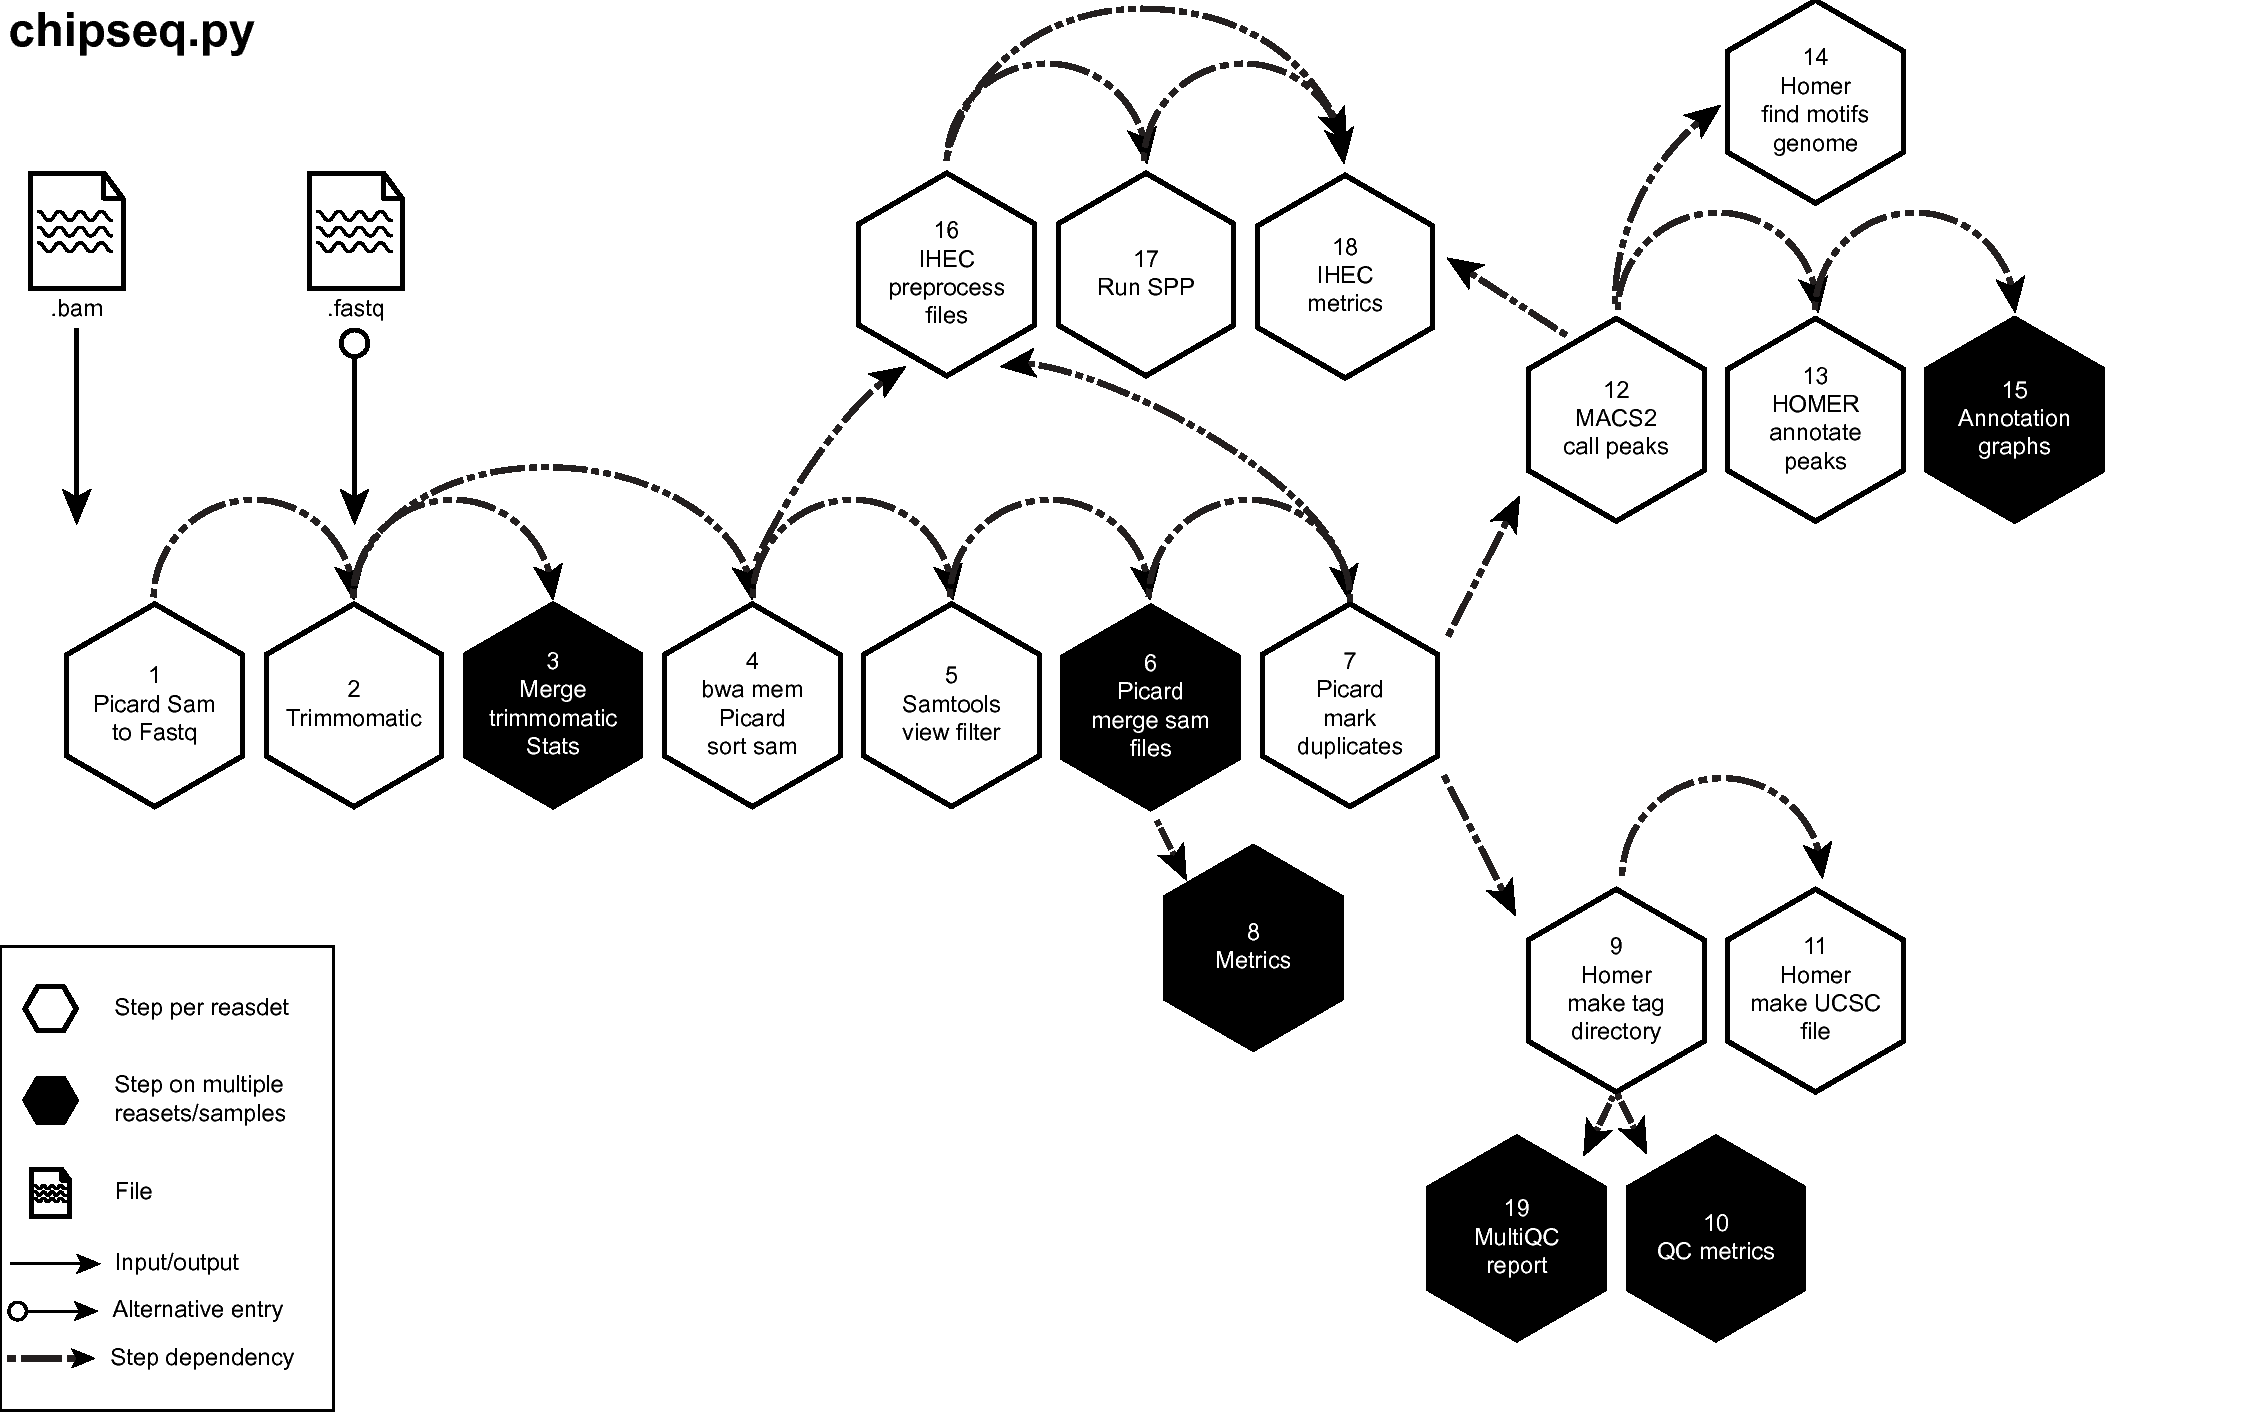 chipseq.py
.bam
.fastq
16
IHEC
preprocess
files
17
Run SPP
18
IHEC
metrics
14
Homer
find motifs
genome
12
MACS2
call peaks
13
HOMER
annotate
peaks
15
Annotation
graphs
1
Picard Sam
to Fastq
2
Trimmomatic
3
Merge
trimmomatic
Stats
4
bwa mem
Picard
sort sam
5
Samtools
view filter
6
Picard
merge sam
files
7
Picard
mark
duplicates
8
Metrics
9
Homer
make tag
directory
11
Homer
make UCSC
file
19
MultiQC
report
10
QC metrics
Step per reasdet
Step on multiple
reasets/samples
File
Input/output
Alternative entry
Step dependency